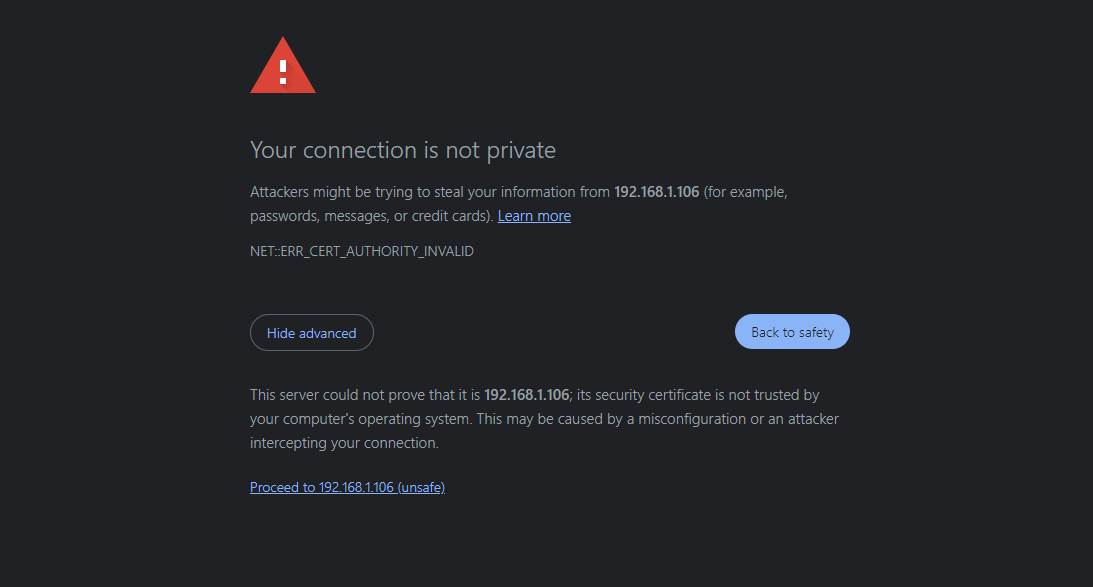 Your connection is not private
Attackers might be trying to steal your information from 192.168.1.106 (for example,
passwords, messages, or credit cards). Learn more
NET::ERR_CERT_AUTHORITY_INVALID
Hide advanced
Back to safety
This server could not prove that it is 192.168.1.106; its security certificate is not trusted by
your computer's operating system. This may be caused by a misconfiguration or an attacker
intercepting your connection.
Proceed to 192.168.1.106 (unsafe)